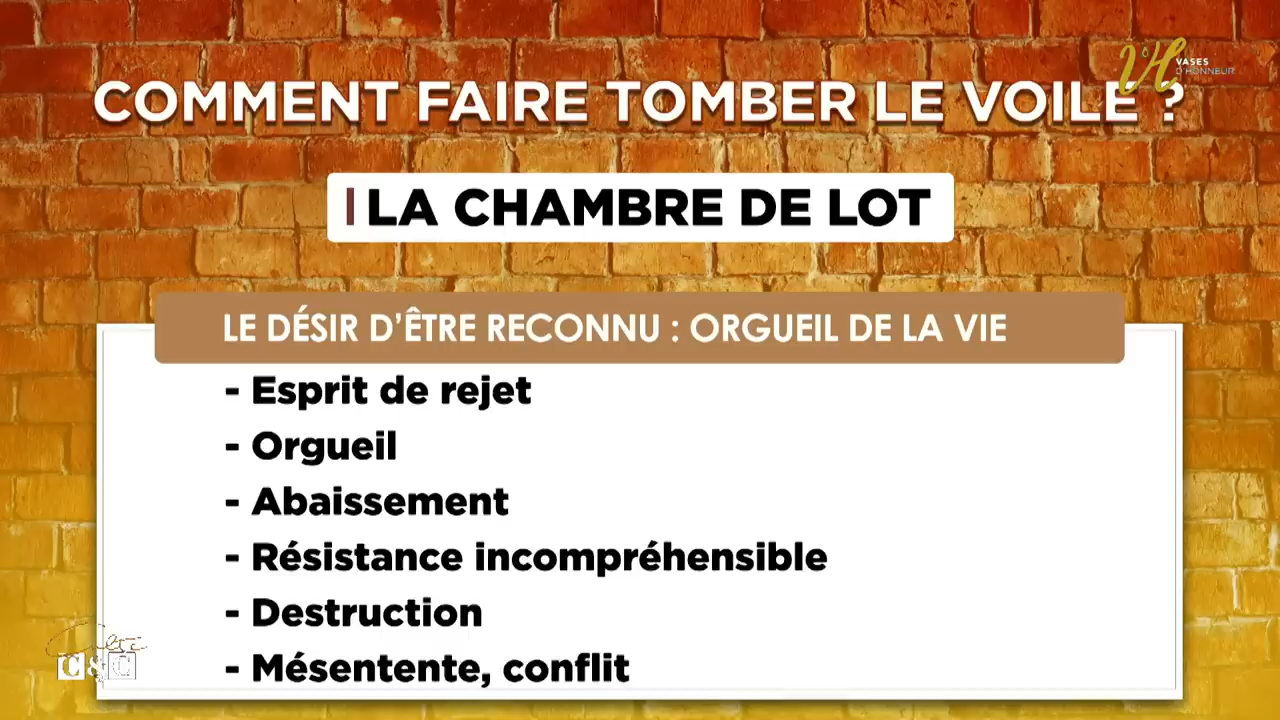 VASES
D'HONNEUR
COMMENT FAIRE TOMBER LE VOILE ?
LA CHAMBRE DE LOT
LE DÉSIR D'ÊTRE RECONNU : ORGUEIL DE LA VIE
- Esprit de rejet
- Orgueil
- Abaissement
- Résistance incompréhensible
- Destruction
- Mésentente, conflit
C&C